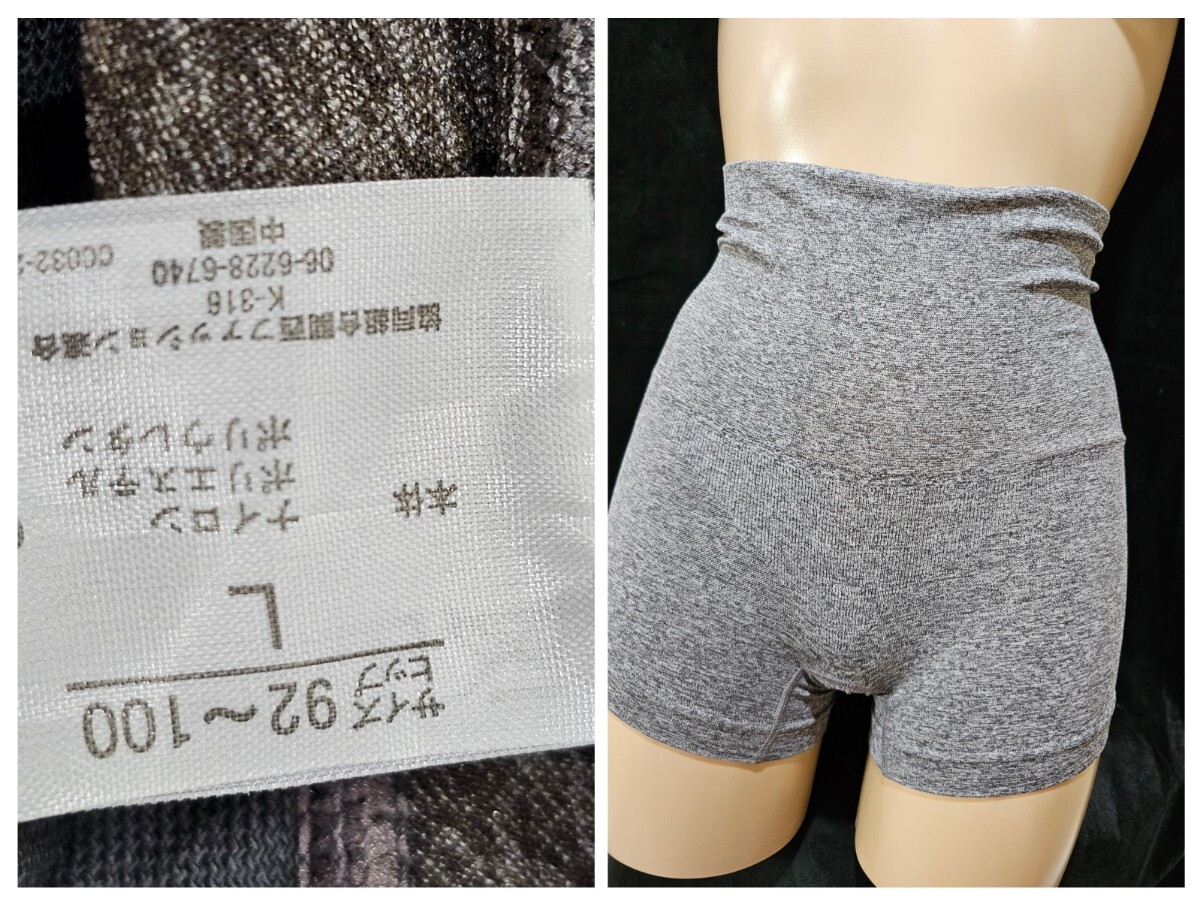 サイズ
ヒップ 92～100
L
本体
ナイロン
ポリエステル
ポリウレタン
協同組合関西ファッション連合
K-316
06-6228-6740
中国製
CC032-